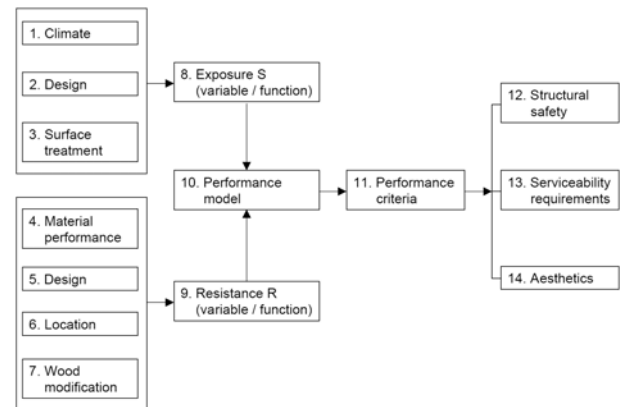 1. Climate
2. Design
3. Surface
treatment
4. Material
performance
5. Design
6. Location
7. Wood
modification
8. Exposure S
(variable / function)
9. Resistance R
(variable / function)
10. Performance
model
11. Performance
criteria
12. Structural
safety
13. Serviceability
requirements
14. Aesthetics